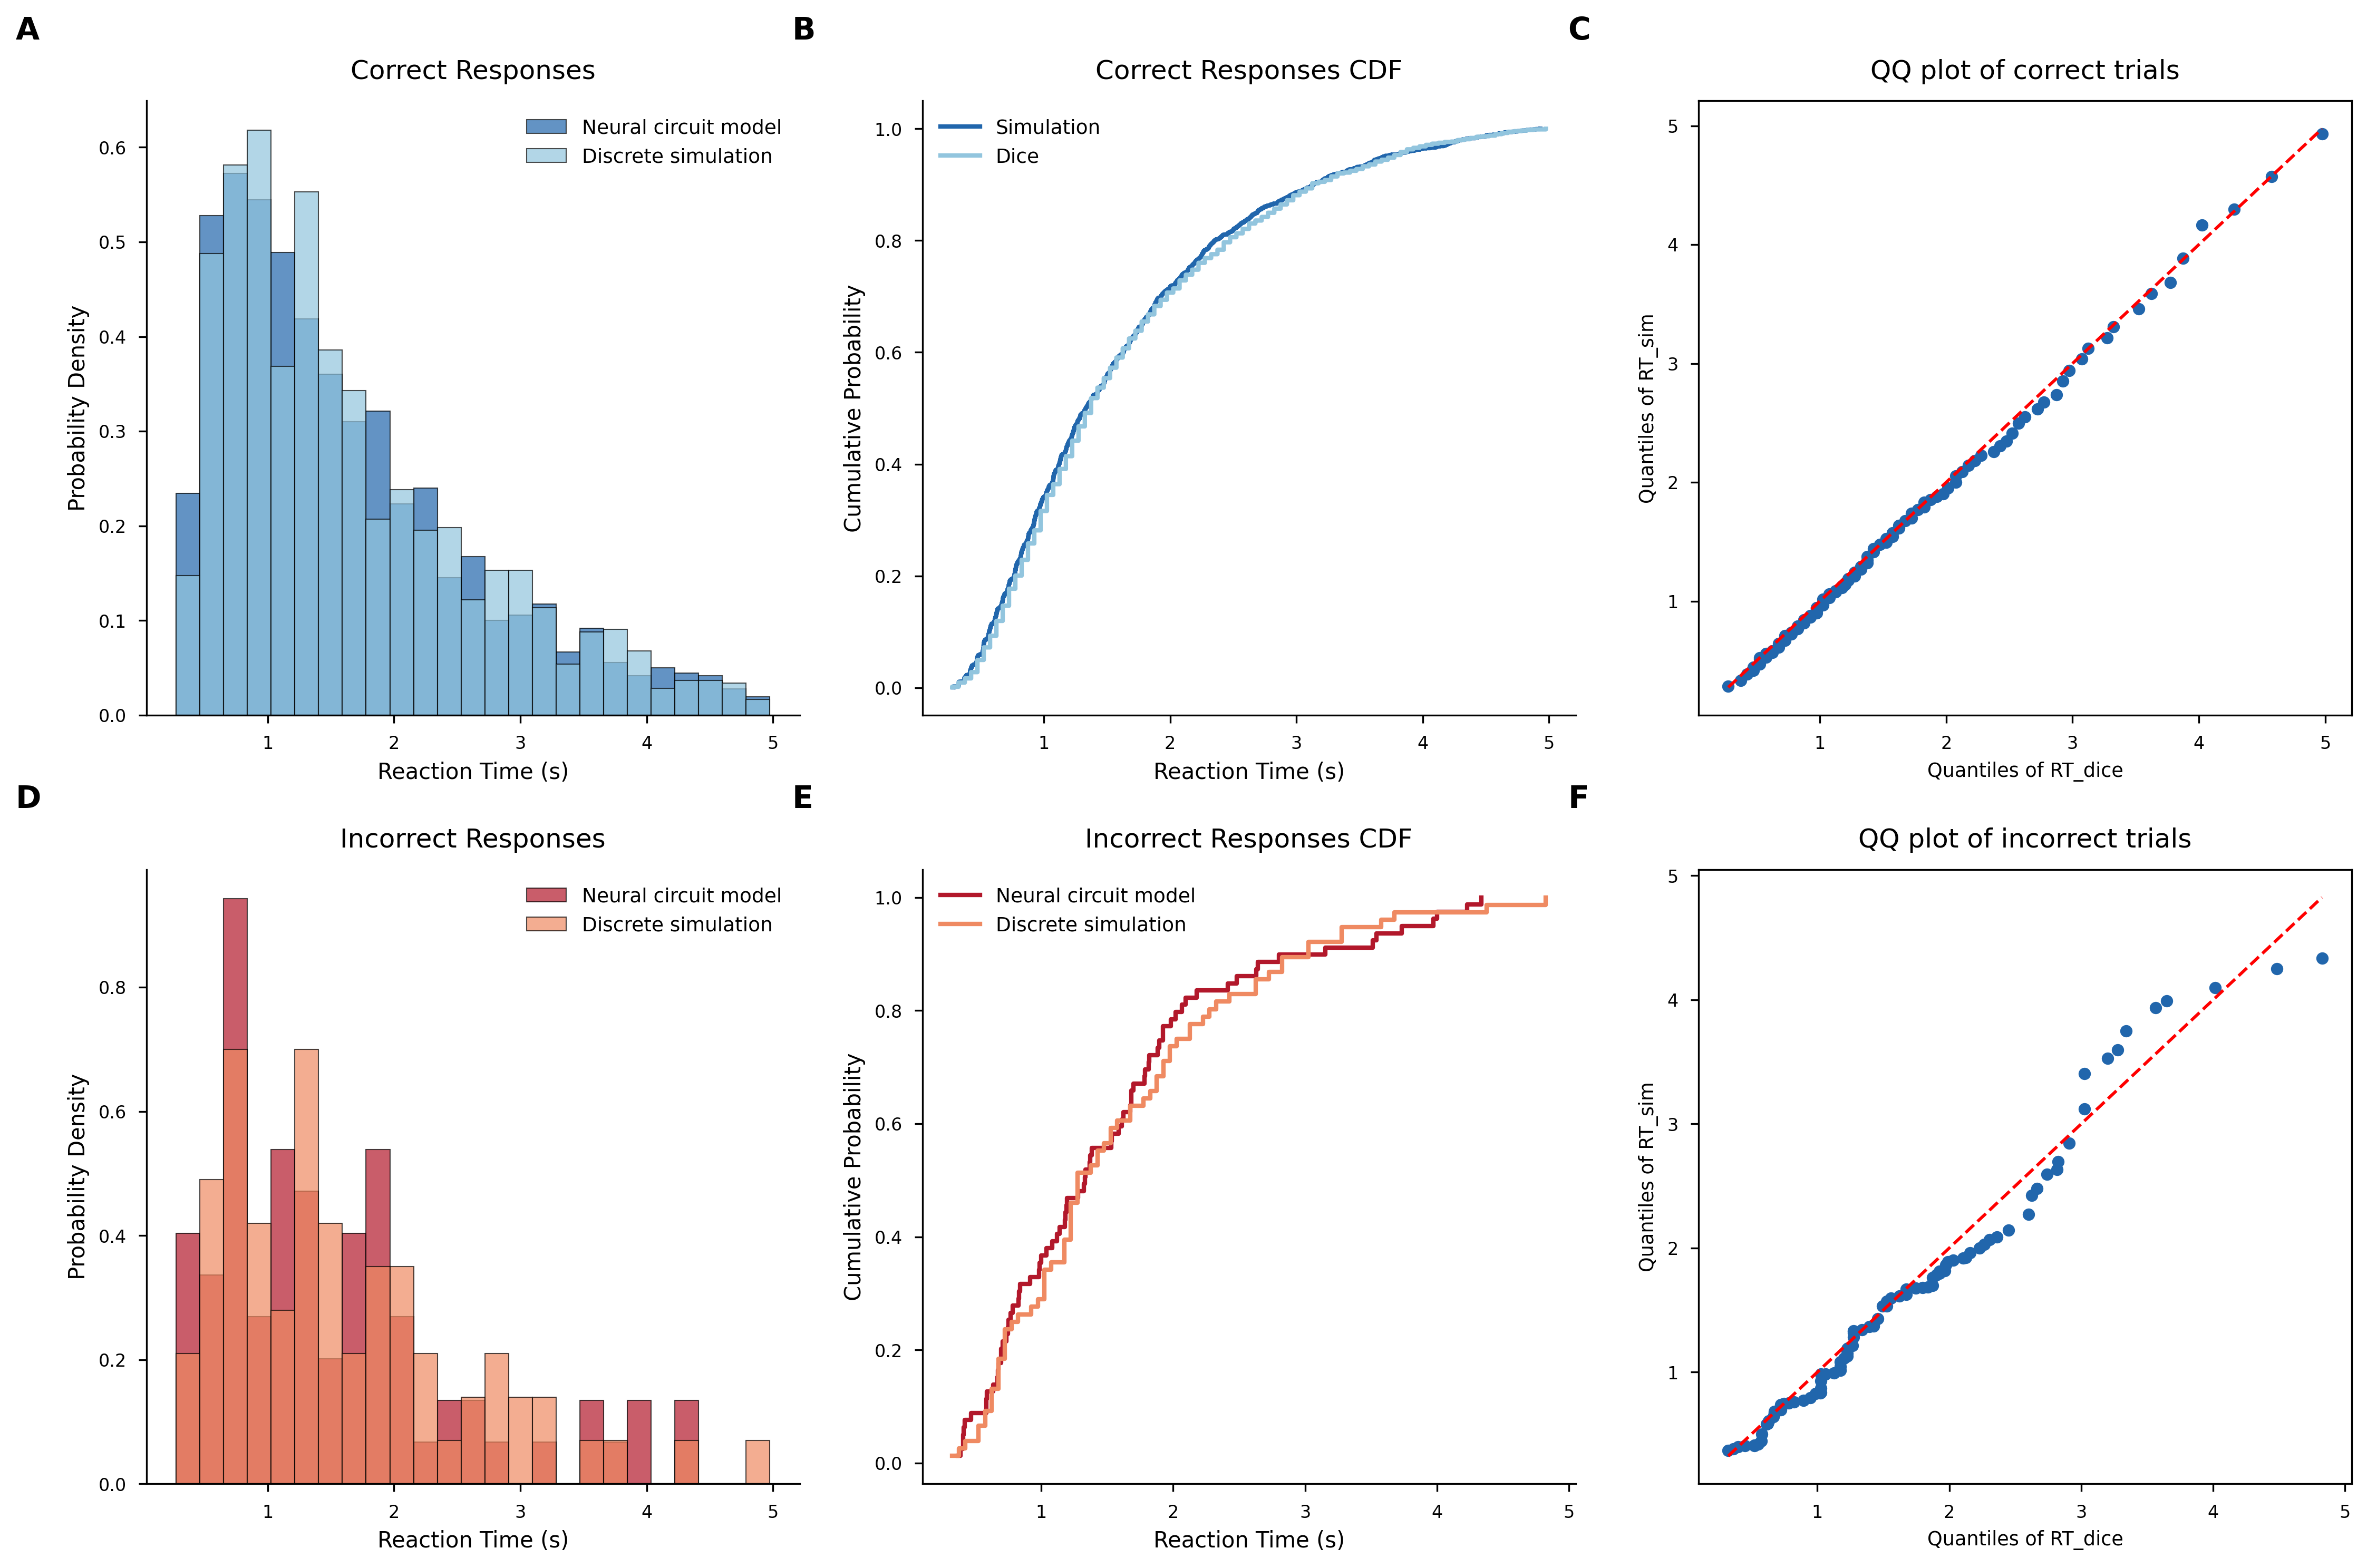 A
Correct Responses
Neural circuit model
Discrete simulation
Probability Density
0.6
0.5
0.4
0.3
0.2
0.1
0.0
1 2 3 4 5
Reaction Time (s)
B
Correct Responses CDF
Simulation
Dice
Cumulative Probability
1.0
0.8
0.6
0.4
0.2
0.0
1 2 3 4 5
Reaction Time (s)
C
QQ plot of correct trials
Quantiles of RT_sim
5
4
3
2
1
1 2 3 4 5
Quantiles of RT_dice
D
Incorrect Responses
Neural circuit model
Discrete simulation
Probability Density
0.8
0.6
0.4
0.2
0.0
1 2 3 4 5
Reaction Time (s)
E
Incorrect Responses CDF
Neural circuit model
Discrete simulation
Cumulative Probability
1.0
0.8
0.6
0.4
0.2
0.0
1 2 3 4 5
Reaction Time (s)
F
QQ plot of incorrect trials
Quantiles of RT_sim
5
4
3
2
1
1 2 3 4 5
Quantiles of RT_dice